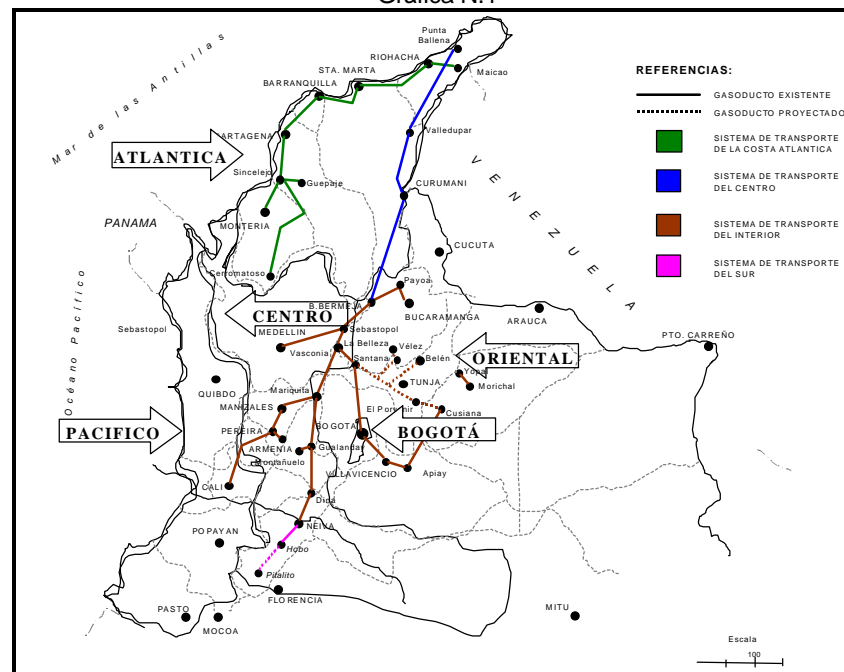 Gráfica N.1
Punta
Ballena
RIOHACHA
STA. MARTA
Maicao
BARRANQUILLA
Mar de las Antillas
CARTAGENA
Valledupar
ATLANTICA
Sincelejo
Guepaje
CURUMANI
VENEZUELA
PANAMA
MONTERIA
CUCUTA
Cerromatoso
Payoa
B.BERMEJA
CENTRO
BUCARAMANGA
ARAUCA
Océano Pacífico
Sebastopol
Sebastopol
MEDELLIN
La Belleza
Vélez
PTO. CARREÑO
Vasconia
Santana
Belén
ORIENTAL
Yopal
QUIBDO
TUNJA
Morichal
Mariquita
MANIZALES
El Porvenir
Cusiana
PACIFICO
PEREIRA
BOGOTA
BOGOTÁ
ARMENIA
Gualanday
Montañuelo
VILLAVICENCIO
Apiay
CALI
Dina
NEIVA
POPAYAN
Hobo
Pitalito
FLORENCIA
PASTO
MOCOA
MITU
REFERENCIAS:
GASODUCTO EXISTENTE
GASODUCTO PROYECTADO
SISTEMA DE TRANSPORTE
DE LA COSTA ATLANTICA
SISTEMA DE TRANSPORTE
DEL CENTRO
SISTEMA DE TRANSPORTE
DEL INTERIOR
SISTEMA DE TRANSPORTE
DEL SUR
Escala
100